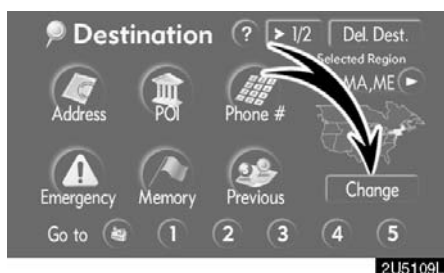 Destination ? > 1/2 Del. Dest.
Selected Region
MA,ME
Address POI Phone #
Emergency Memory Previous Change
Go to 1 2 3 4 5
2U5109L